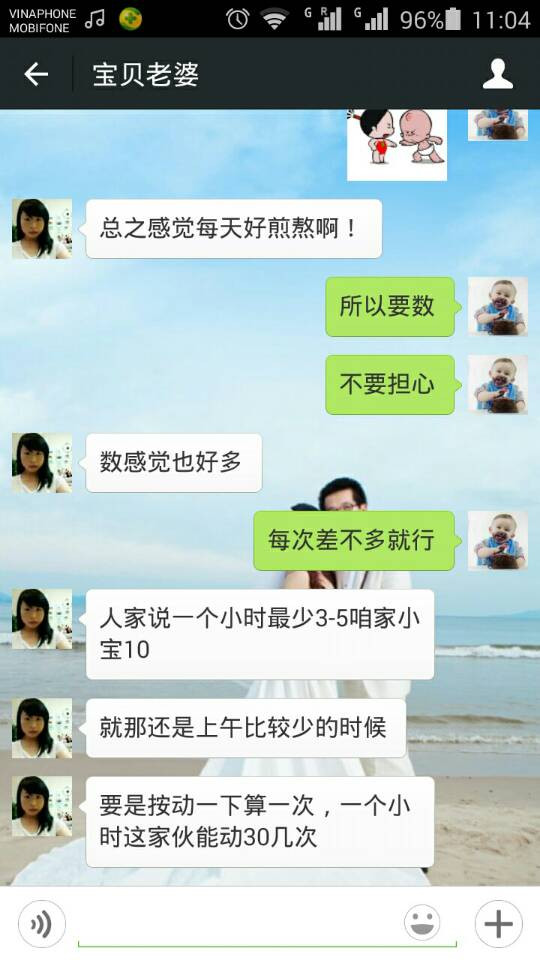 VINAPHONE
MOBIFONE
G R G 96% 11:04
宝贝老婆
总之感觉每天好煎熬啊！
所以要数
不要担心
数感觉也好多
每次差不多就行
人家说一个小时最少3-5咱家小
宝10
就那还是上午比较少的时候
要是按动一下算一次，一个小
时这家伙能动30几次